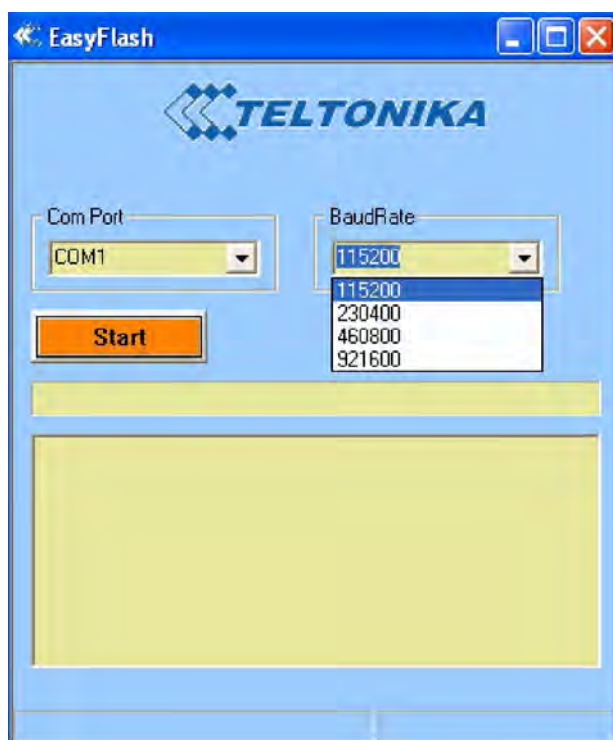 EasyFlash
TELTONIKA
Com Port
BaudRate
COM1
115200
115200
230400
460800
921600
Start